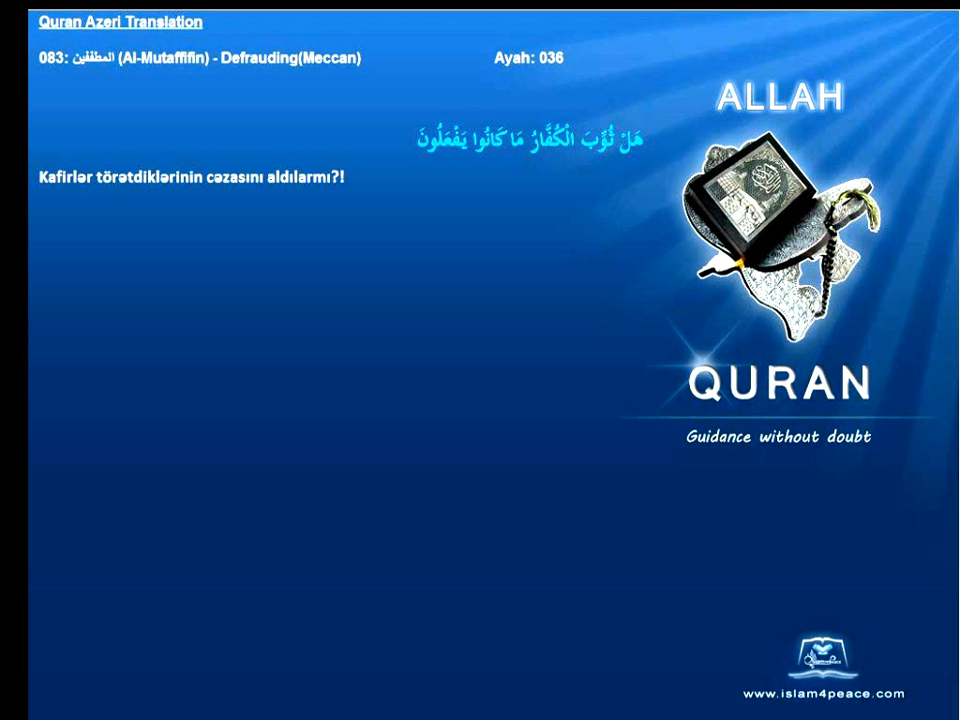 Quran Azeri Translation
083: المطففين (Al-Mutaffifin) - Defrauding(Meccan) Ayah: 036
ALLAH
هَلْ ثُوِّبَ الْكُفَّارُ مَا كَانُوا يَفْعَلُونَ
Kafirlər törətdiklərinin cəzasını aldılarmı?!
QURAN
Guidance without doubt
www.islam4peace.com